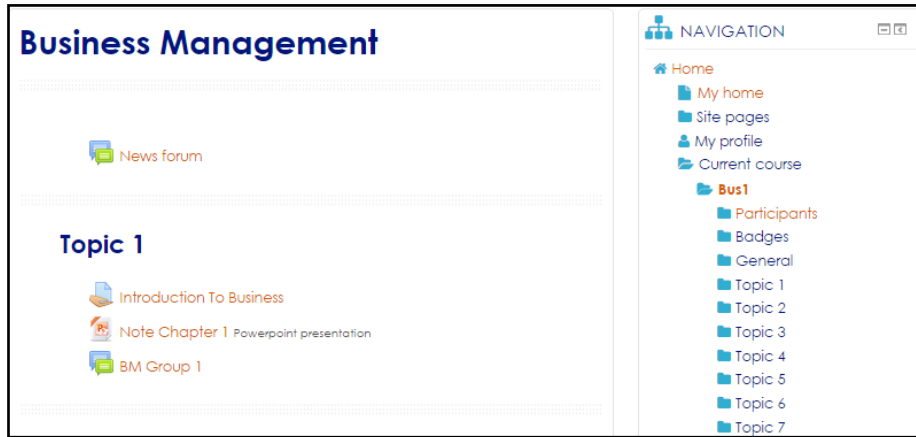 Business Management
News forum
Topic 1
Introduction To Business
Note Chapter 1 Powerpoint presentation
BM Group 1
NAVIGATION
Home
My home
Site pages
My profile
Current course
Bus1
Participants
Badges
General
Topic 1
Topic 2
Topic 3
Topic 4
Topic 5
Topic 6
Topic 7